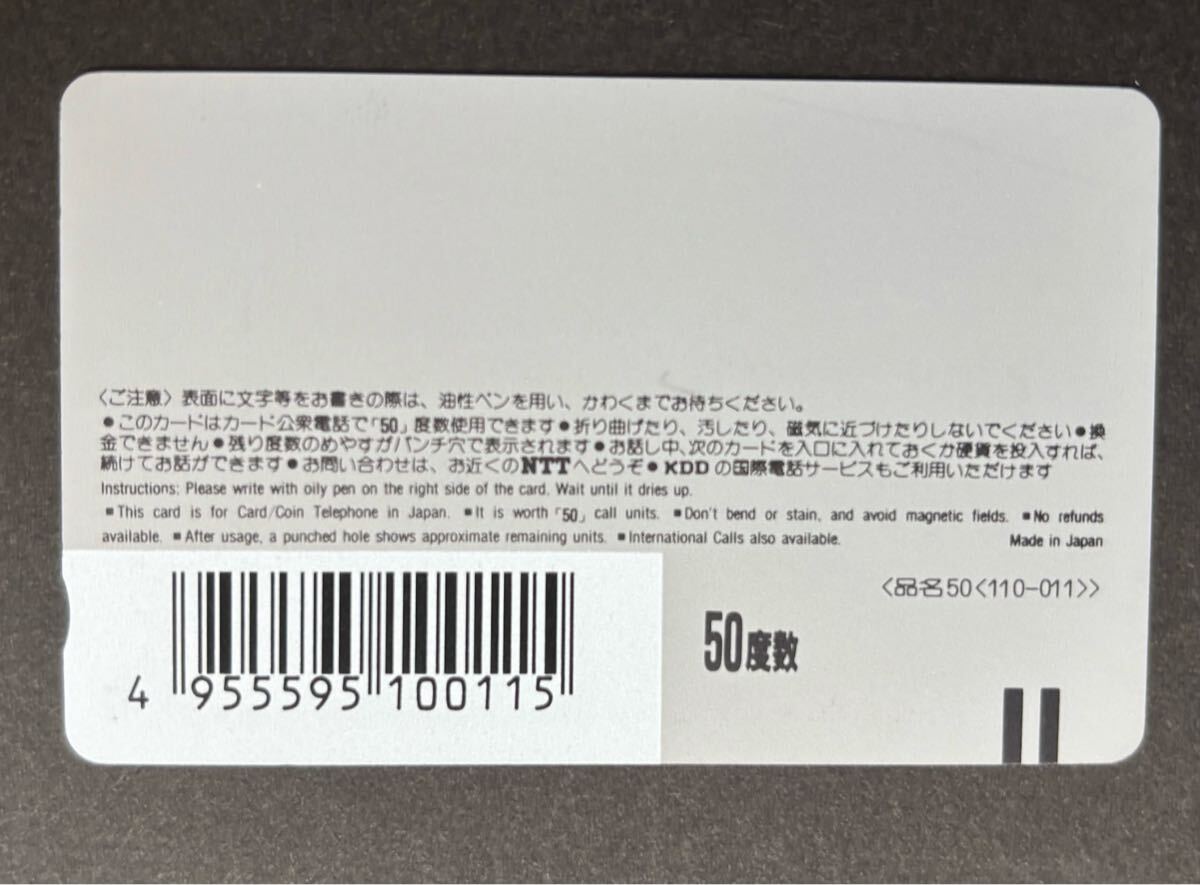 〈ご注意〉表面に文字等をお書きの際は、油性ペンを用い、かわくまでお待ちください。
●このカードはカード公衆電話で「50」度数使用できます●折り曲げたり、汚したり、磁気に近づけたりしないでください●換
金できません●残り度数のめやすがパンチ穴で表示されます●お話し中、次のカードを入口に入れておくか硬貨を投入すれば、
続けてお話ができます●お問い合わせは、お近くのNTTへどうぞ●KDDの国際電話サービスもご利用いただけます
Instructions: Please write with oily pen on the right side of the card. Wait until it dries up.
■This card is for Card/Coin Telephone in Japan. ■It is worth「50」call units. ■Don't bend or stain, and avoid magnetic fields. ■No refunds
available. ■After usage, a punched hole shows approximate remaining units. ■International Calls also available. Made in Japan
〈品名50〈110-011〉〉
50度数
4 955595 100115